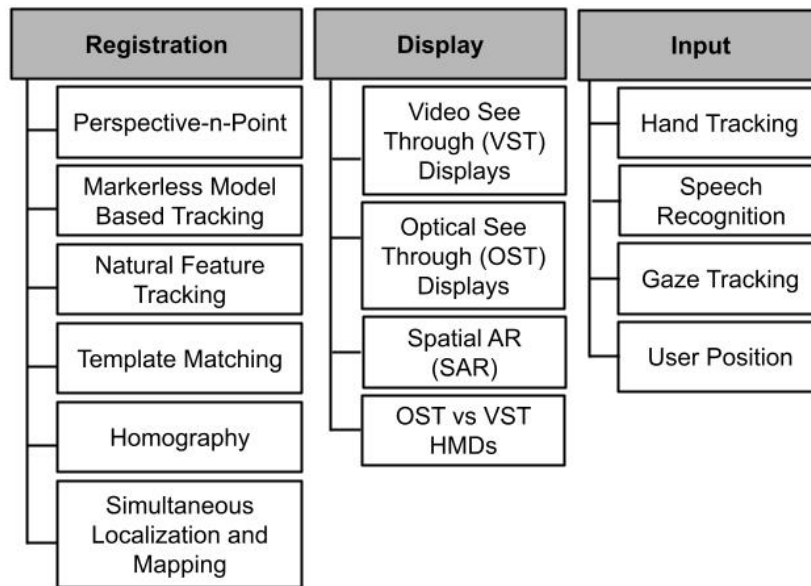 Registration
Perspective-n-Point
Markerless Model
Based Tracking
Natural Feature
Tracking
Template Matching
Homography
Simultaneous
Localization and
Mapping
Display
Video See
Through (VST)
Displays
Optical See
Through (OST)
Displays
Spatial AR
(SAR)
OST vs VST
HMDs
Input
Hand Tracking
Speech
Recognition
Gaze Tracking
User Position